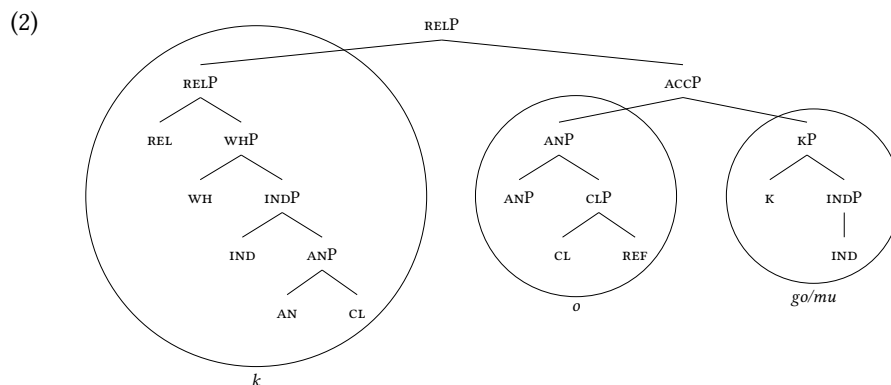 (2)
RELP
RELP ACCP
REL WHP ANP KP
WH INDP ANP CLP K INDP
IND ANP CL REF IND
AN CL
o go/mu
k